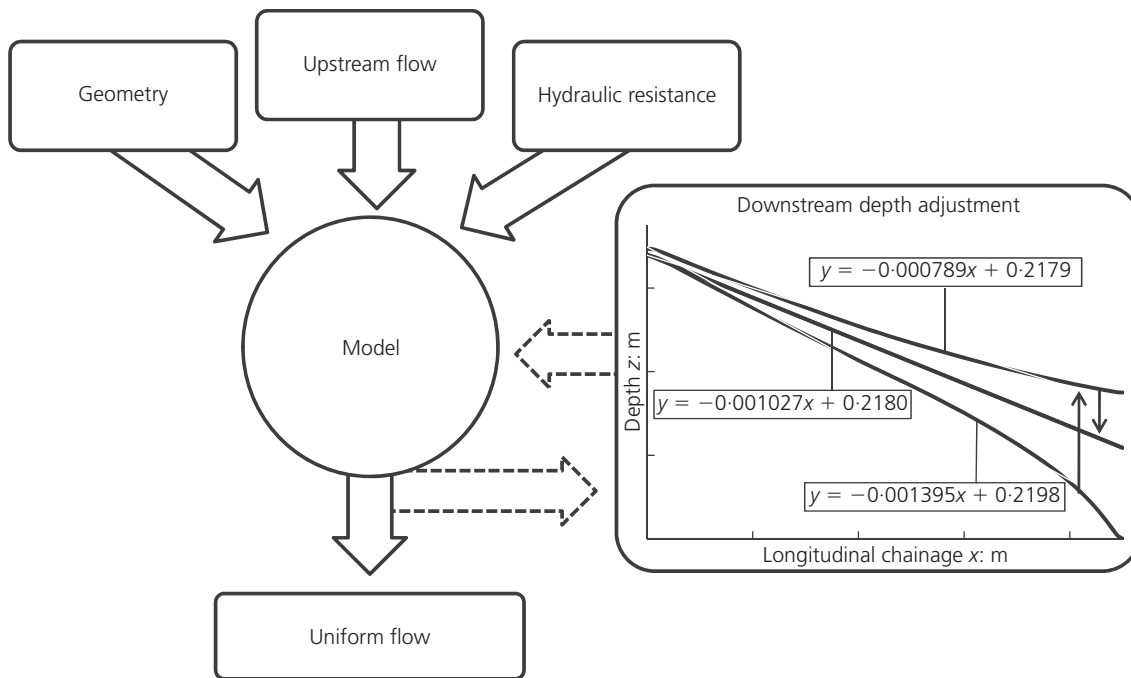 Upstream flow
Geometry
Hydraulic resistance
Model
Downstream depth adjustment
y = −0·000789x + 0·2179
y = −0·001027x + 0·2180
y = −0·001395x + 0·2198
Depth z: m
Longitudinal chainage x: m
Uniform flow